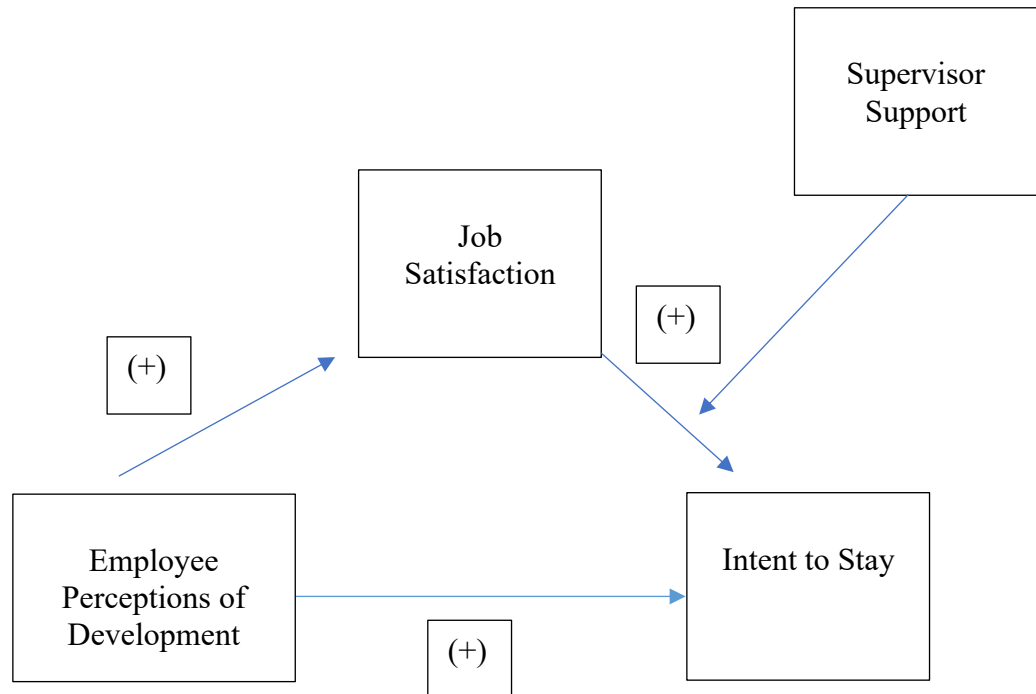 Supervisor
Support
Job
Satisfaction
(+)
(+)
Employee
Perceptions of
Development
Intent to Stay
(+)